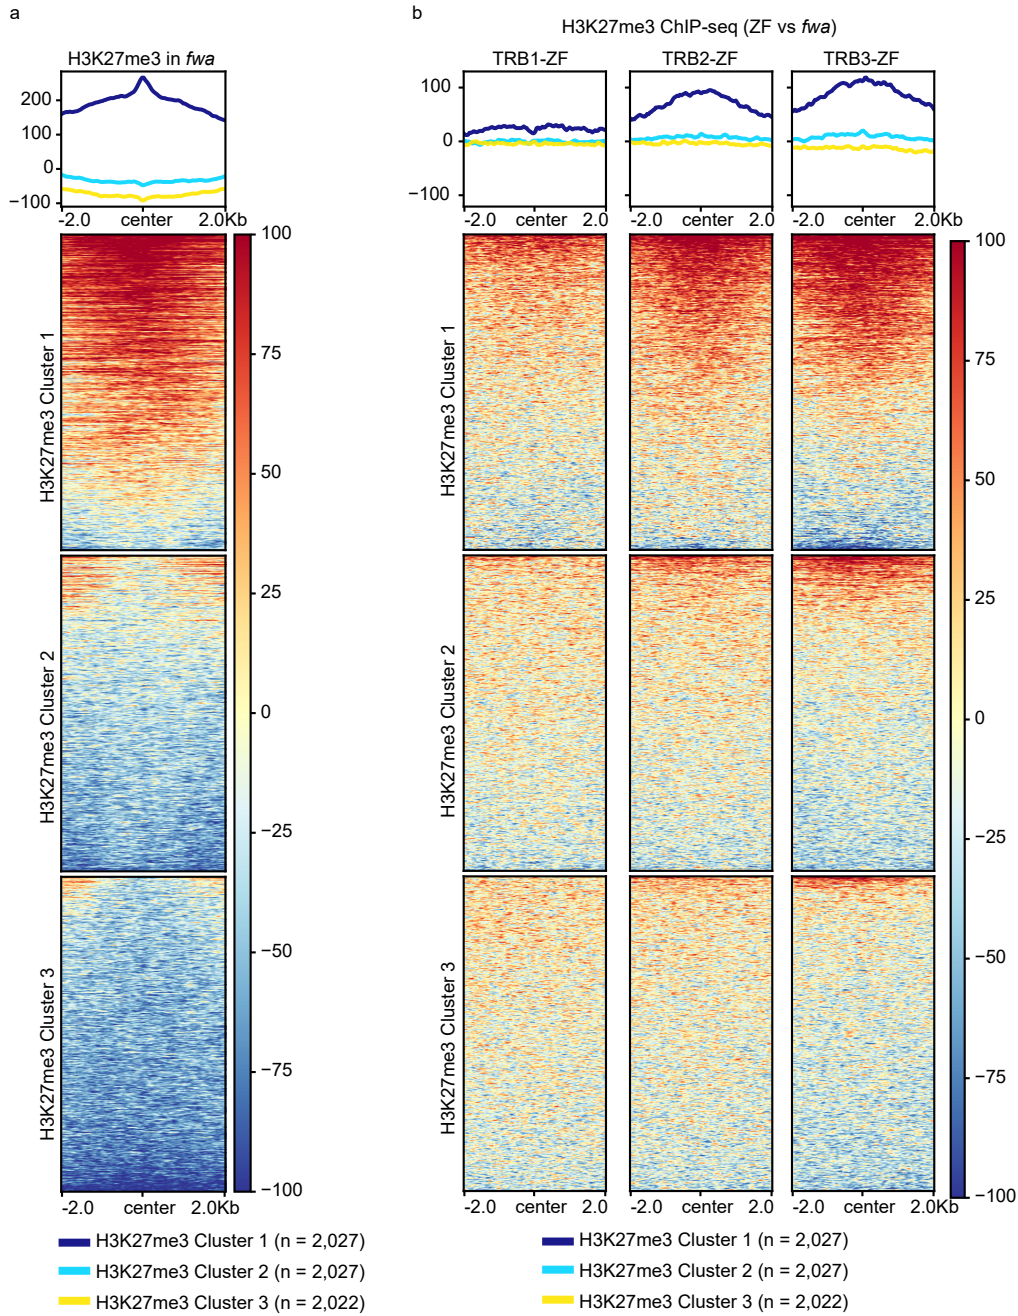 a
H3K27me3 in fwa
200
100
0
−100
-2.0 center 2.0Kb
H3K27me3 Cluster 1
H3K27me3 Cluster 2
H3K27me3 Cluster 3
100
75
50
25
0
−25
−50
−75
−100
-2.0 center 2.0Kb
H3K27me3 Cluster 1 (n = 2,027)
H3K27me3 Cluster 2 (n = 2,027)
H3K27me3 Cluster 3 (n = 2,022)
b
H3K27me3 ChIP-seq (ZF vs fwa)
TRB1-ZF TRB2-ZF TRB3-ZF
100
0
−100
-2.0 center 2.0 -2.0 center 2.0 -2.0 center 2.0Kb
H3K27me3 Cluster 1
H3K27me3 Cluster 2
H3K27me3 Cluster 3
100
75
50
25
0
−25
−50
−75
−100
-2.0 center 2.0 -2.0 center 2.0 -2.0 center 2.0Kb
H3K27me3 Cluster 1 (n = 2,027)
H3K27me3 Cluster 2 (n = 2,027)
H3K27me3 Cluster 3 (n = 2,022)